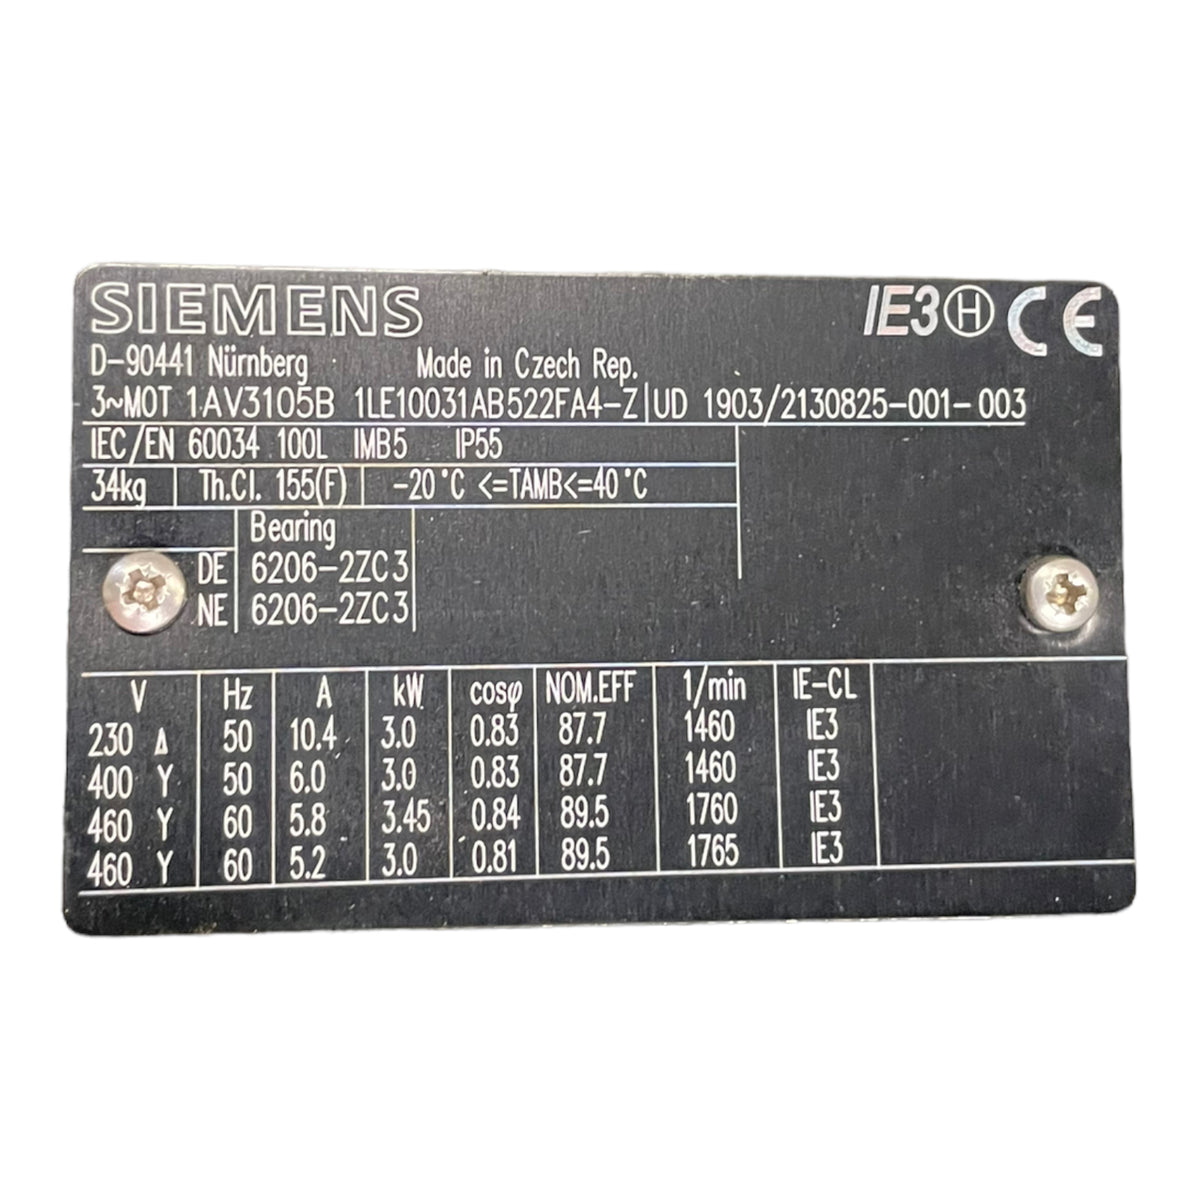 SIEMENS IE3 H CE
D-90441 Nürnberg Made in Czech Rep.
3~MOT 1AV3105B 1LE10031AB522FA4-Z UD 1903/2130825-001-003
IEC/EN 60034 100L IMB5 IP55
34kg Th.Cl. 155(F) -20°C <=TAMB<=40°C
Bearing
DE 6206-2ZC3
NE 6206-2ZC3
V Hz A kW cosφ NOM.EFF 1/min IE-CL
230 Δ 50 10.4 3.0 0.83 87.7 1460 IE3
400 Y 50 6.0 3.0 0.83 87.7 1460 IE3
460 Y 60 5.8 3.45 0.84 89.5 1760 IE3
460 Y 60 5.2 3.0 0.81 89.5 1765 IE3